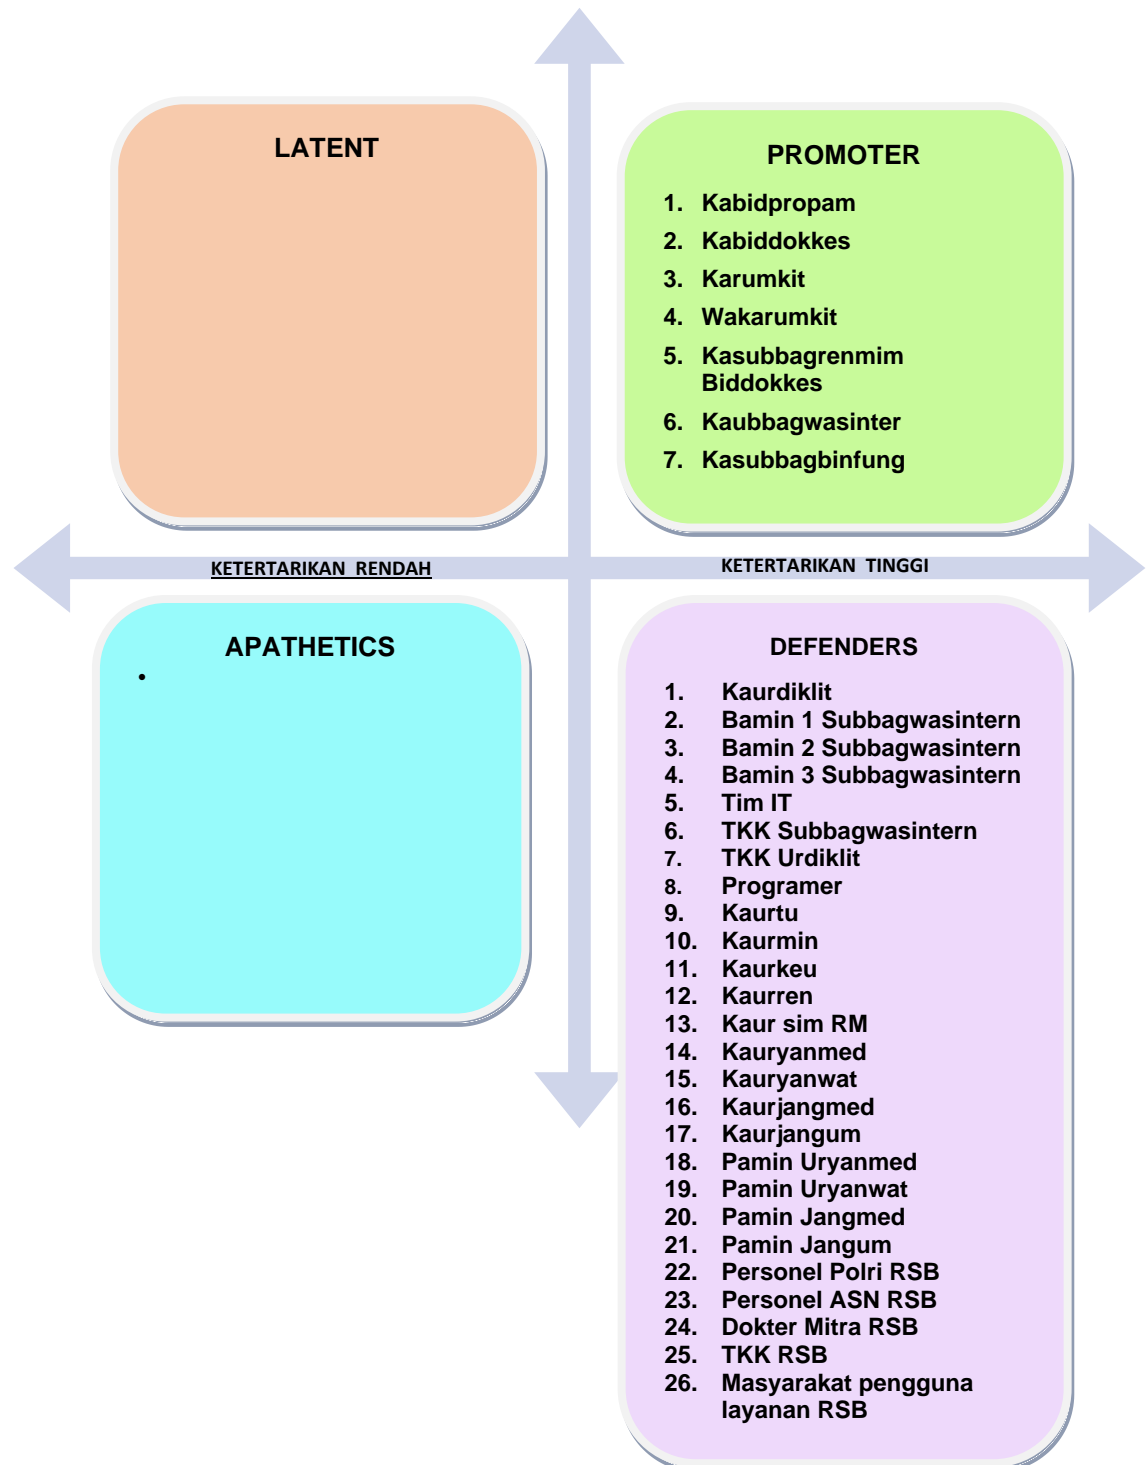 LATENT
PROMOTER
1. Kabidpropam
2. Kabiddokkes
3. Karumkit
4. Wakarumkit
5. Kasubbagrenmim
Biddokkes
6. Kaubbagwasinter
7. Kasubbagbinfung
KETERTARIKAN RENDAH
KETERTARIKAN TINGGI
APATHETICS
•
DEFENDERS
1. Kaurdiklit
2. Bamin 1 Subbagwasintern
3. Bamin 2 Subbagwasintern
4. Bamin 3 Subbagwasintern
5. Tim IT
6. TKK Subbagwasintern
7. TKK Urdiklit
8. Programer
9. Kaurtu
10. Kaurmin
11. Kaurkeu
12. Kaurren
13. Kaur sim RM
14. Kauryanmed
15. Kauryanwat
16. Kaurjangmed
17. Kaurjangum
18. Pamin Uryanmed
19. Pamin Uryanwat
20. Pamin Jangmed
21. Pamin Jangum
22. Personel Polri RSB
23. Personel ASN RSB
24. Dokter Mitra RSB
25. TKK RSB
26. Masyarakat pengguna
layanan RSB